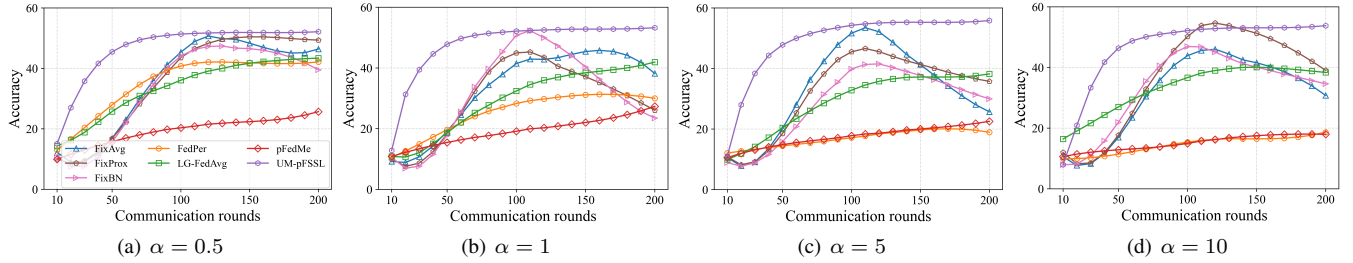 60
40
20
0
Accuracy
FixAvg
FixProx
FixBN
FedPer
LG-FedAvg
pFedMe
UM-pFSSL
10 50 100 150 200
Communication rounds
(a) α = 0.5
60
40
20
0
Accuracy
10 50 100 150 200
Communication rounds
(b) α = 1
60
40
20
0
Accuracy
10 50 100 150 200
Communication rounds
(c) α = 5
60
40
20
0
Accuracy
10 50 100 150 200
Communication rounds
(d) α = 10